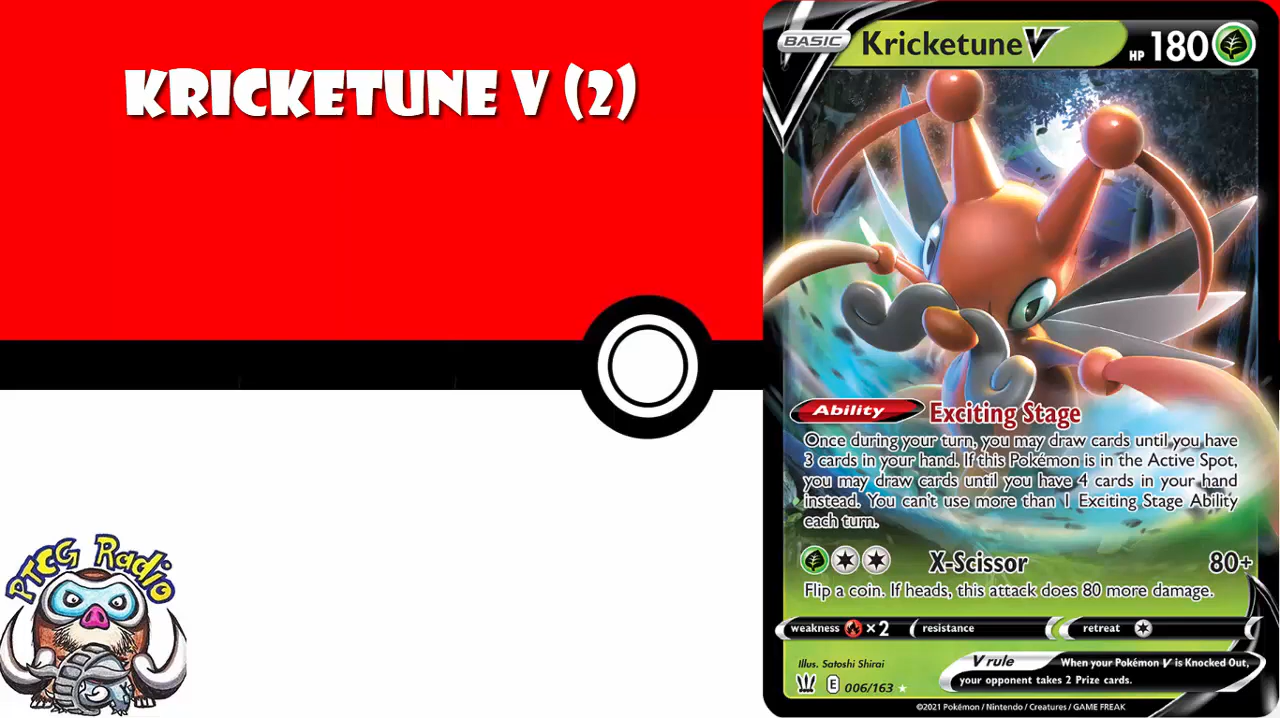 KRICKETUNE V (2)
BASIC Kricketune V HP 180
Ability Exciting Stage
Once during your turn, you may draw cards until you have
3 cards in your hand. If this Pokémon is in the Active Spot,
you may draw cards until you have 4 cards in your hand
instead. You can't use more than 1 Exciting Stage Ability
each turn.
X-Scissor 80+
Flip a coin. If heads, this attack does 80 more damage.
weakness ×2 resistance retreat
Illus. Satoshi Shirai
E 006/163
V rule When your Pokémon V is Knocked Out,
your opponent takes 2 Prize cards.
©2021 Pokémon / Nintendo / Creatures / GAME FREAK
PTCG Radio